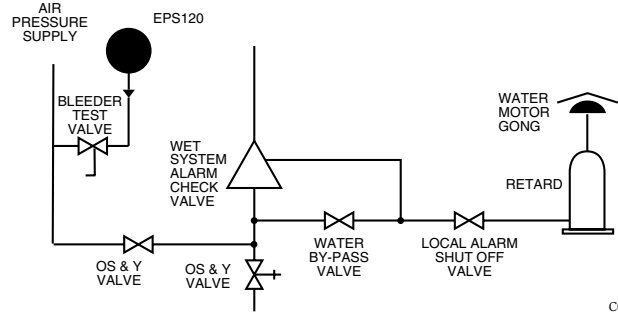 AIR
PRESSURE
SUPPLY
EPS120
BLEEDER
TEST
VALVE
WET
SYSTEM
ALARM
CHECK
VALVE
WATER
MOTOR
GONG
RETARD
OS & Y
VALVE
OS & Y
VALVE
WATER
BY-PASS
VALVE
LOCAL ALARM
SHUT OFF
VALVE